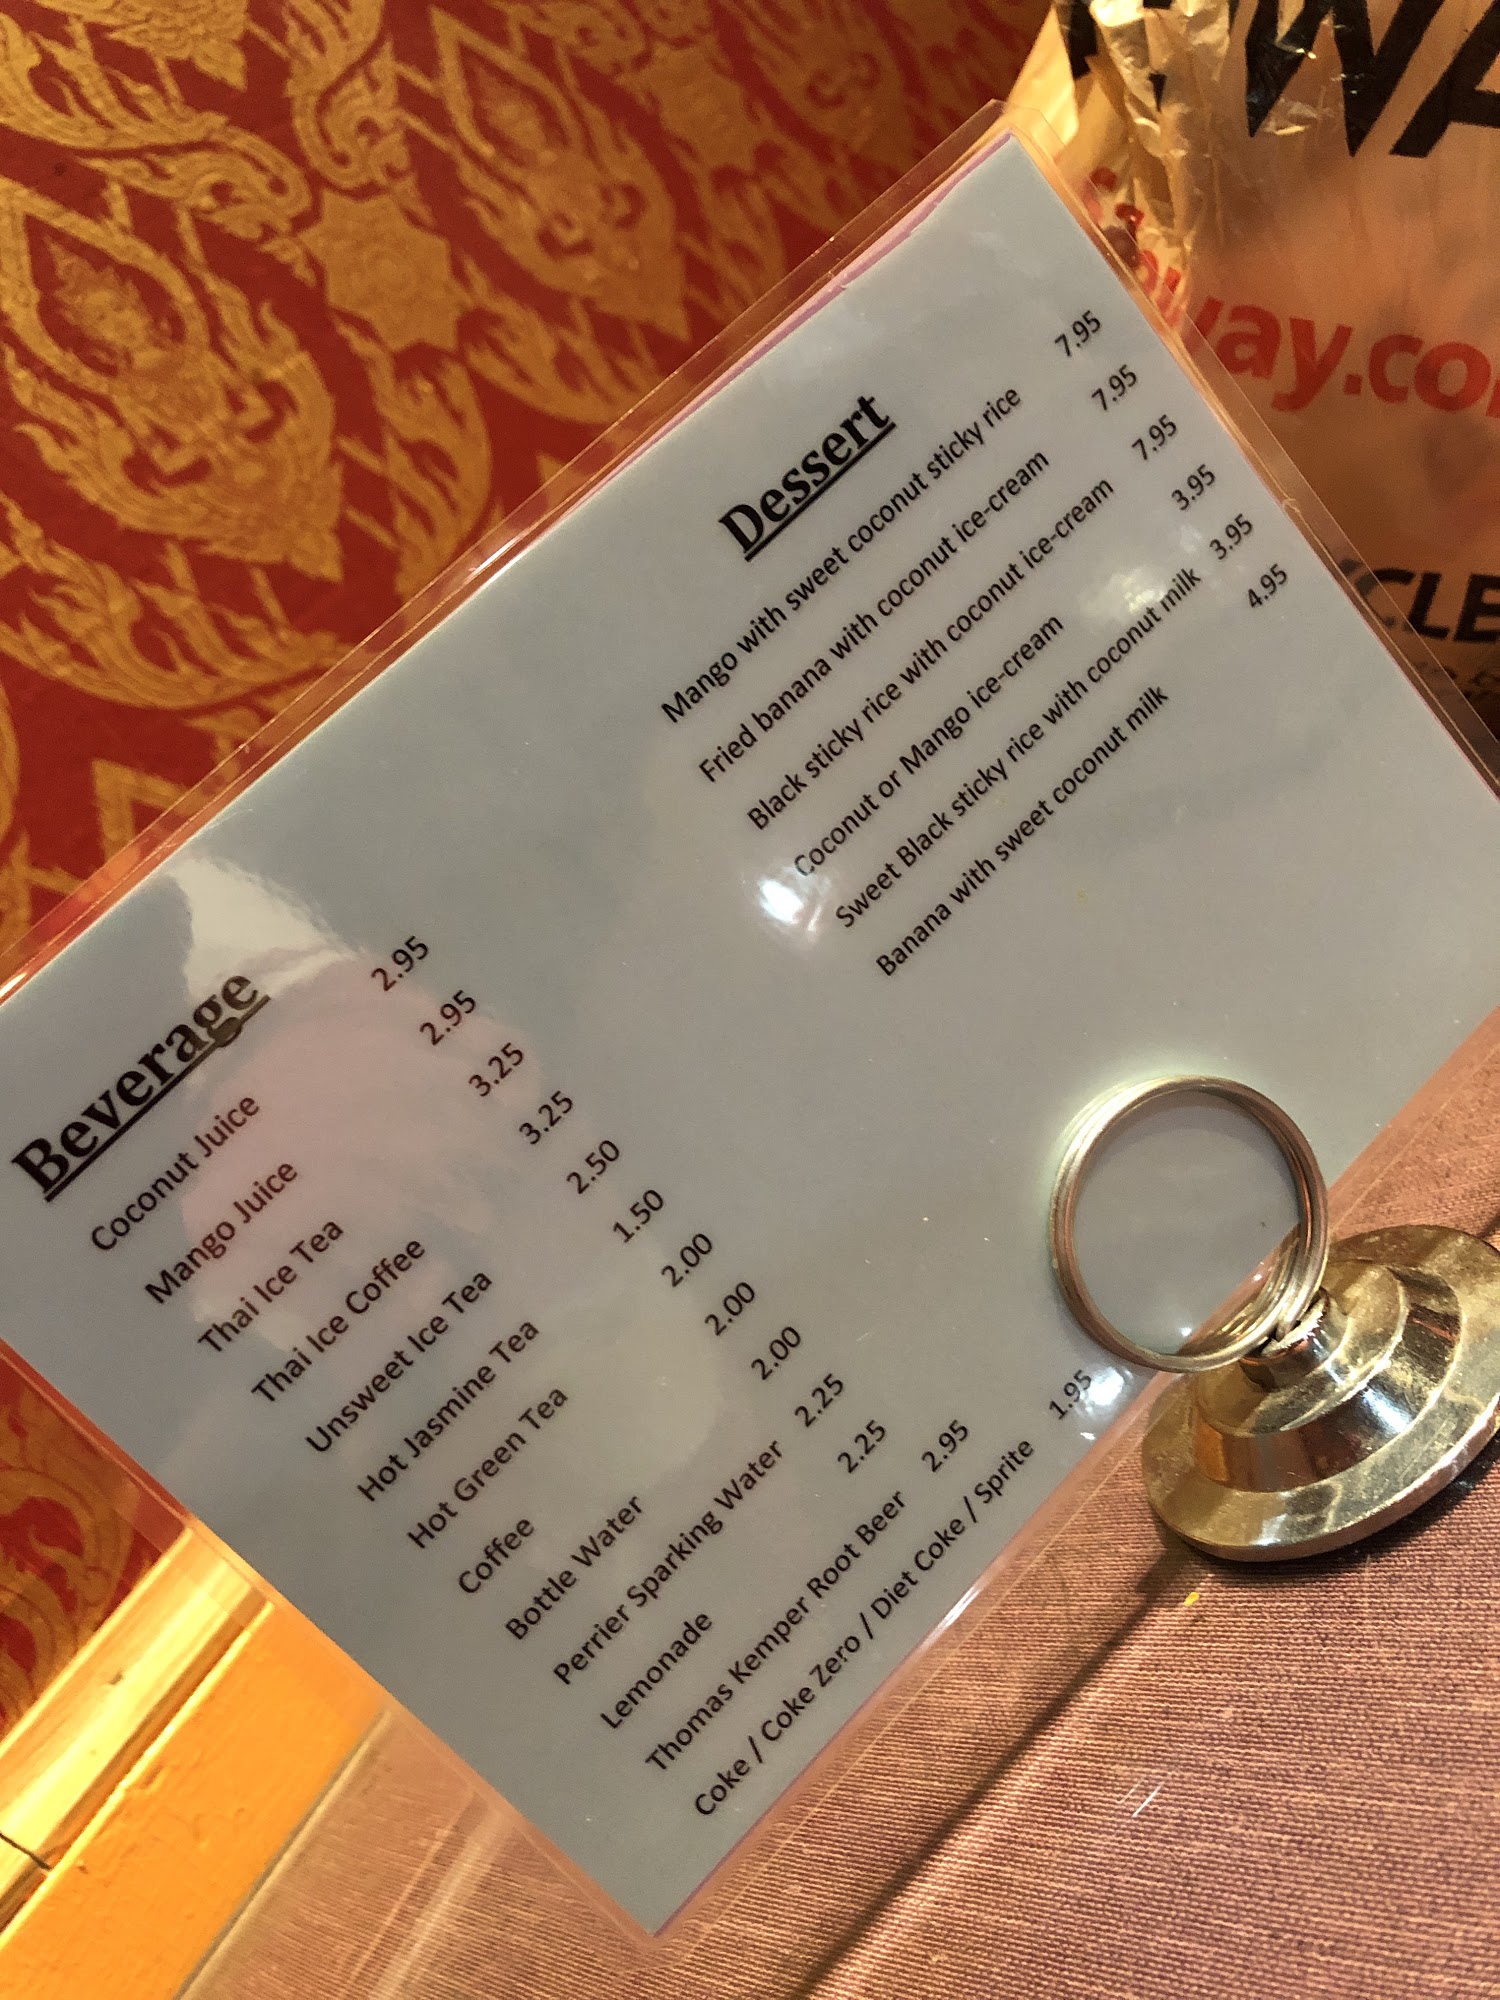 Beverage
Coconut Juice 2.95
Mango Juice 2.95
Thai Ice Tea 3.25
Thai Ice Coffee 3.25
Unsweet Ice Tea 2.50
Hot Jasmine Tea 1.50
Hot Green Tea 2.00
Coffee 2.00
Bottle Water 2.00
Perrier Sparking Water 2.25
Lemonade 2.25
Thomas Kemper Root Beer 2.95
Coke / Coke Zero / Diet Coke / Sprite 1.95
Dessert
Mango with sweet coconut sticky rice 7.95
Fried banana with coconut ice-cream 7.95
Black sticky rice with coconut ice-cream 7.95
Coconut or Mango ice-cream 3.95
Sweet Black sticky rice with coconut milk 3.95
Banana with sweet coconut milk 4.95